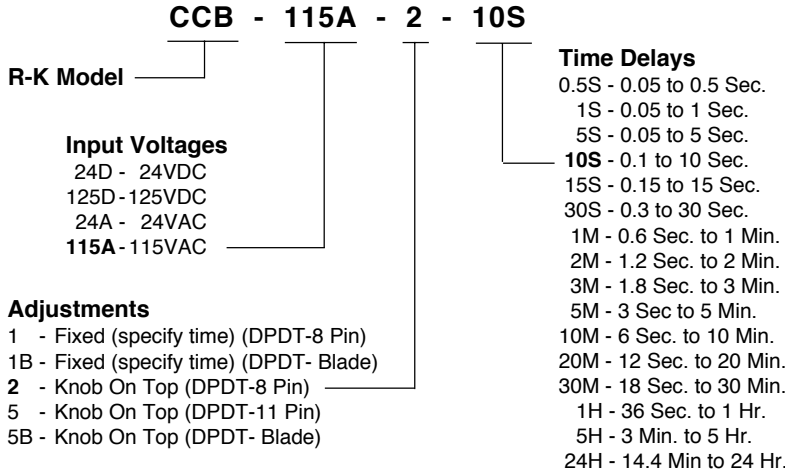 CCB - 115A - 2 - 10S
R-K Model
Input Voltages
24D - 24VDC
125D - 125VDC
24A - 24VAC
115A - 115VAC
Adjustments
1 - Fixed (specify time) (DPDT-8 Pin)
1B - Fixed (specify time) (DPDT- Blade)
2 - Knob On Top (DPDT-8 Pin)
5 - Knob On Top (DPDT-11 Pin)
5B - Knob On Top (DPDT- Blade)
Time Delays
0.5S - 0.05 to 0.5 Sec.
1S - 0.05 to 1 Sec.
5S - 0.05 to 5 Sec.
10S - 0.1 to 10 Sec.
15S - 0.15 to 15 Sec.
30S - 0.3 to 30 Sec.
1M - 0.6 Sec. to 1 Min.
2M - 1.2 Sec. to 2 Min.
3M - 1.8 Sec. to 3 Min.
5M - 3 Sec to 5 Min.
10M - 6 Sec. to 10 Min.
20M - 12 Sec. to 20 Min.
30M - 18 Sec. to 30 Min.
1H - 36 Sec. to 1 Hr.
5H - 3 Min. to 5 Hr.
24H - 14.4 Min to 24 Hr.